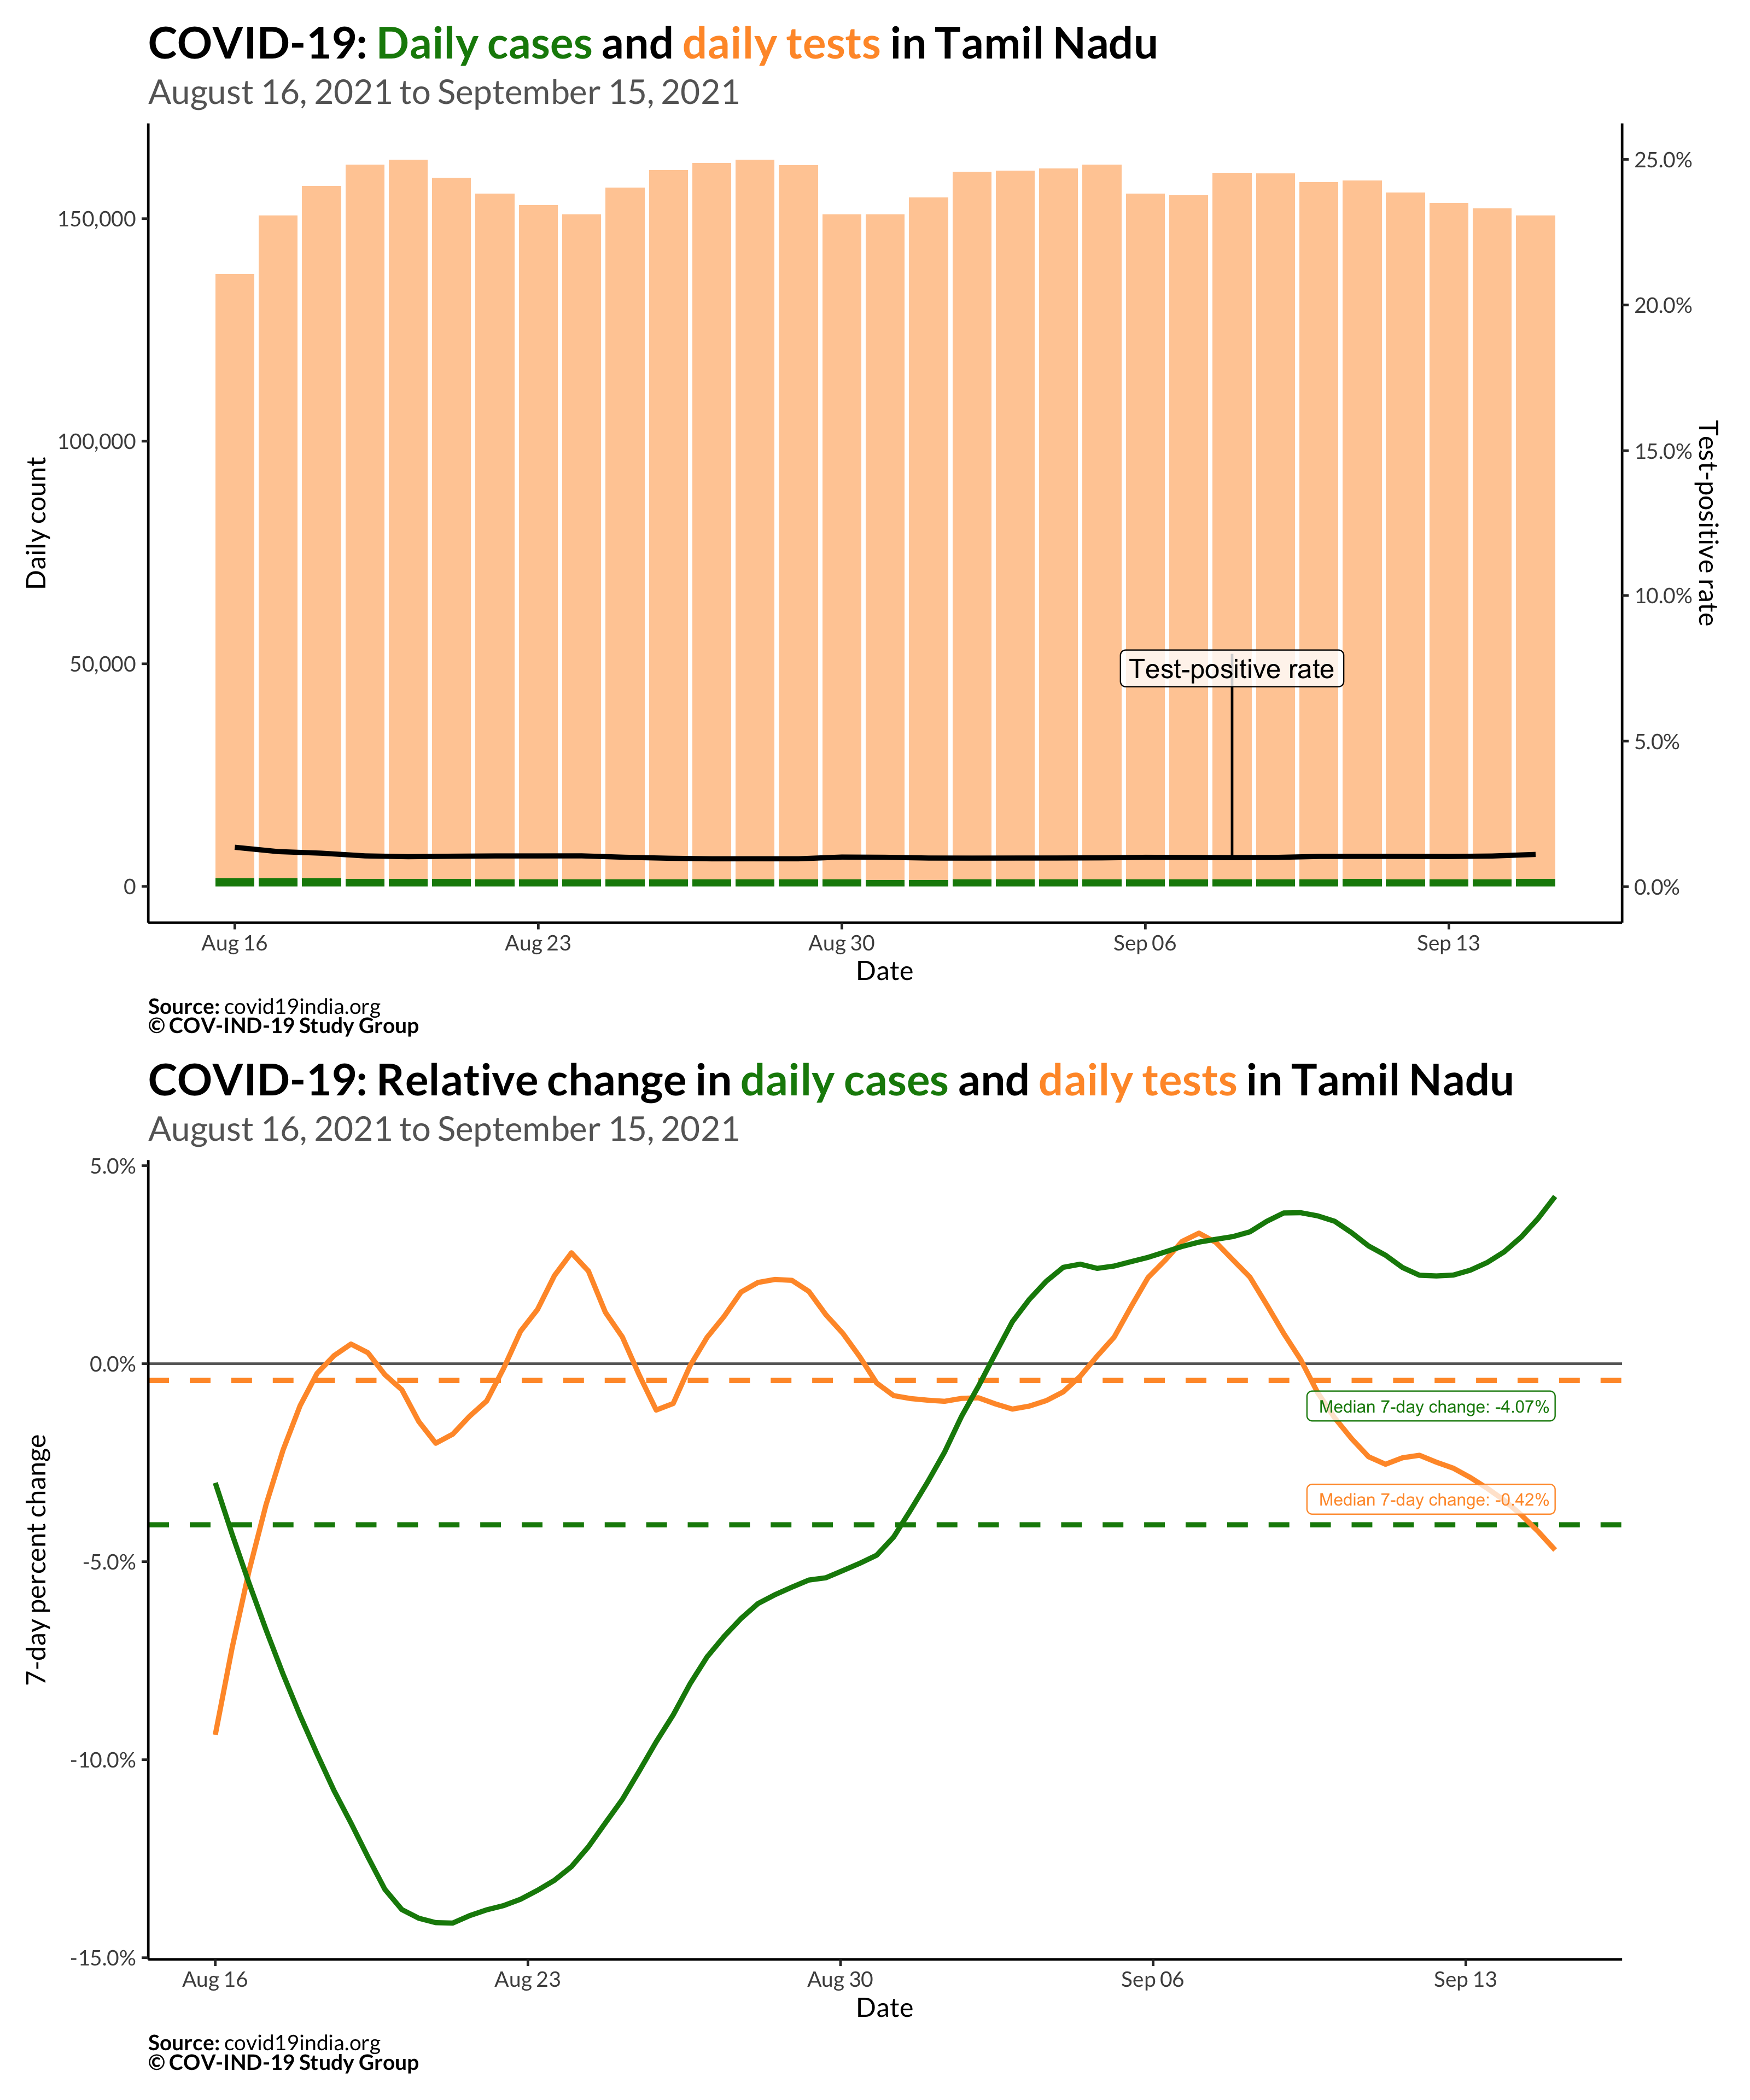 COVID-19: Daily cases and daily tests in Tamil Nadu
August 16, 2021 to September 15, 2021
150,000
100,000
50,000
0
Daily count
25.0%
20.0%
15.0%
10.0%
5.0%
0.0%
Test-positive rate
Test-positive rate
Aug 16
Aug 23
Aug 30
Sep 06
Sep 13
Date
Source: covid19india.org
© COV-IND-19 Study Group
COVID-19: Relative change in daily cases and daily tests in Tamil Nadu
August 16, 2021 to September 15, 2021
5.0%
0.0%
-5.0%
-10.0%
-15.0%
7-day percent change
Median 7-day change: -4.07%
Median 7-day change: -0.42%
Aug 16
Aug 23
Aug 30
Sep 06
Sep 13
Date
Source: covid19india.org
© COV-IND-19 Study Group